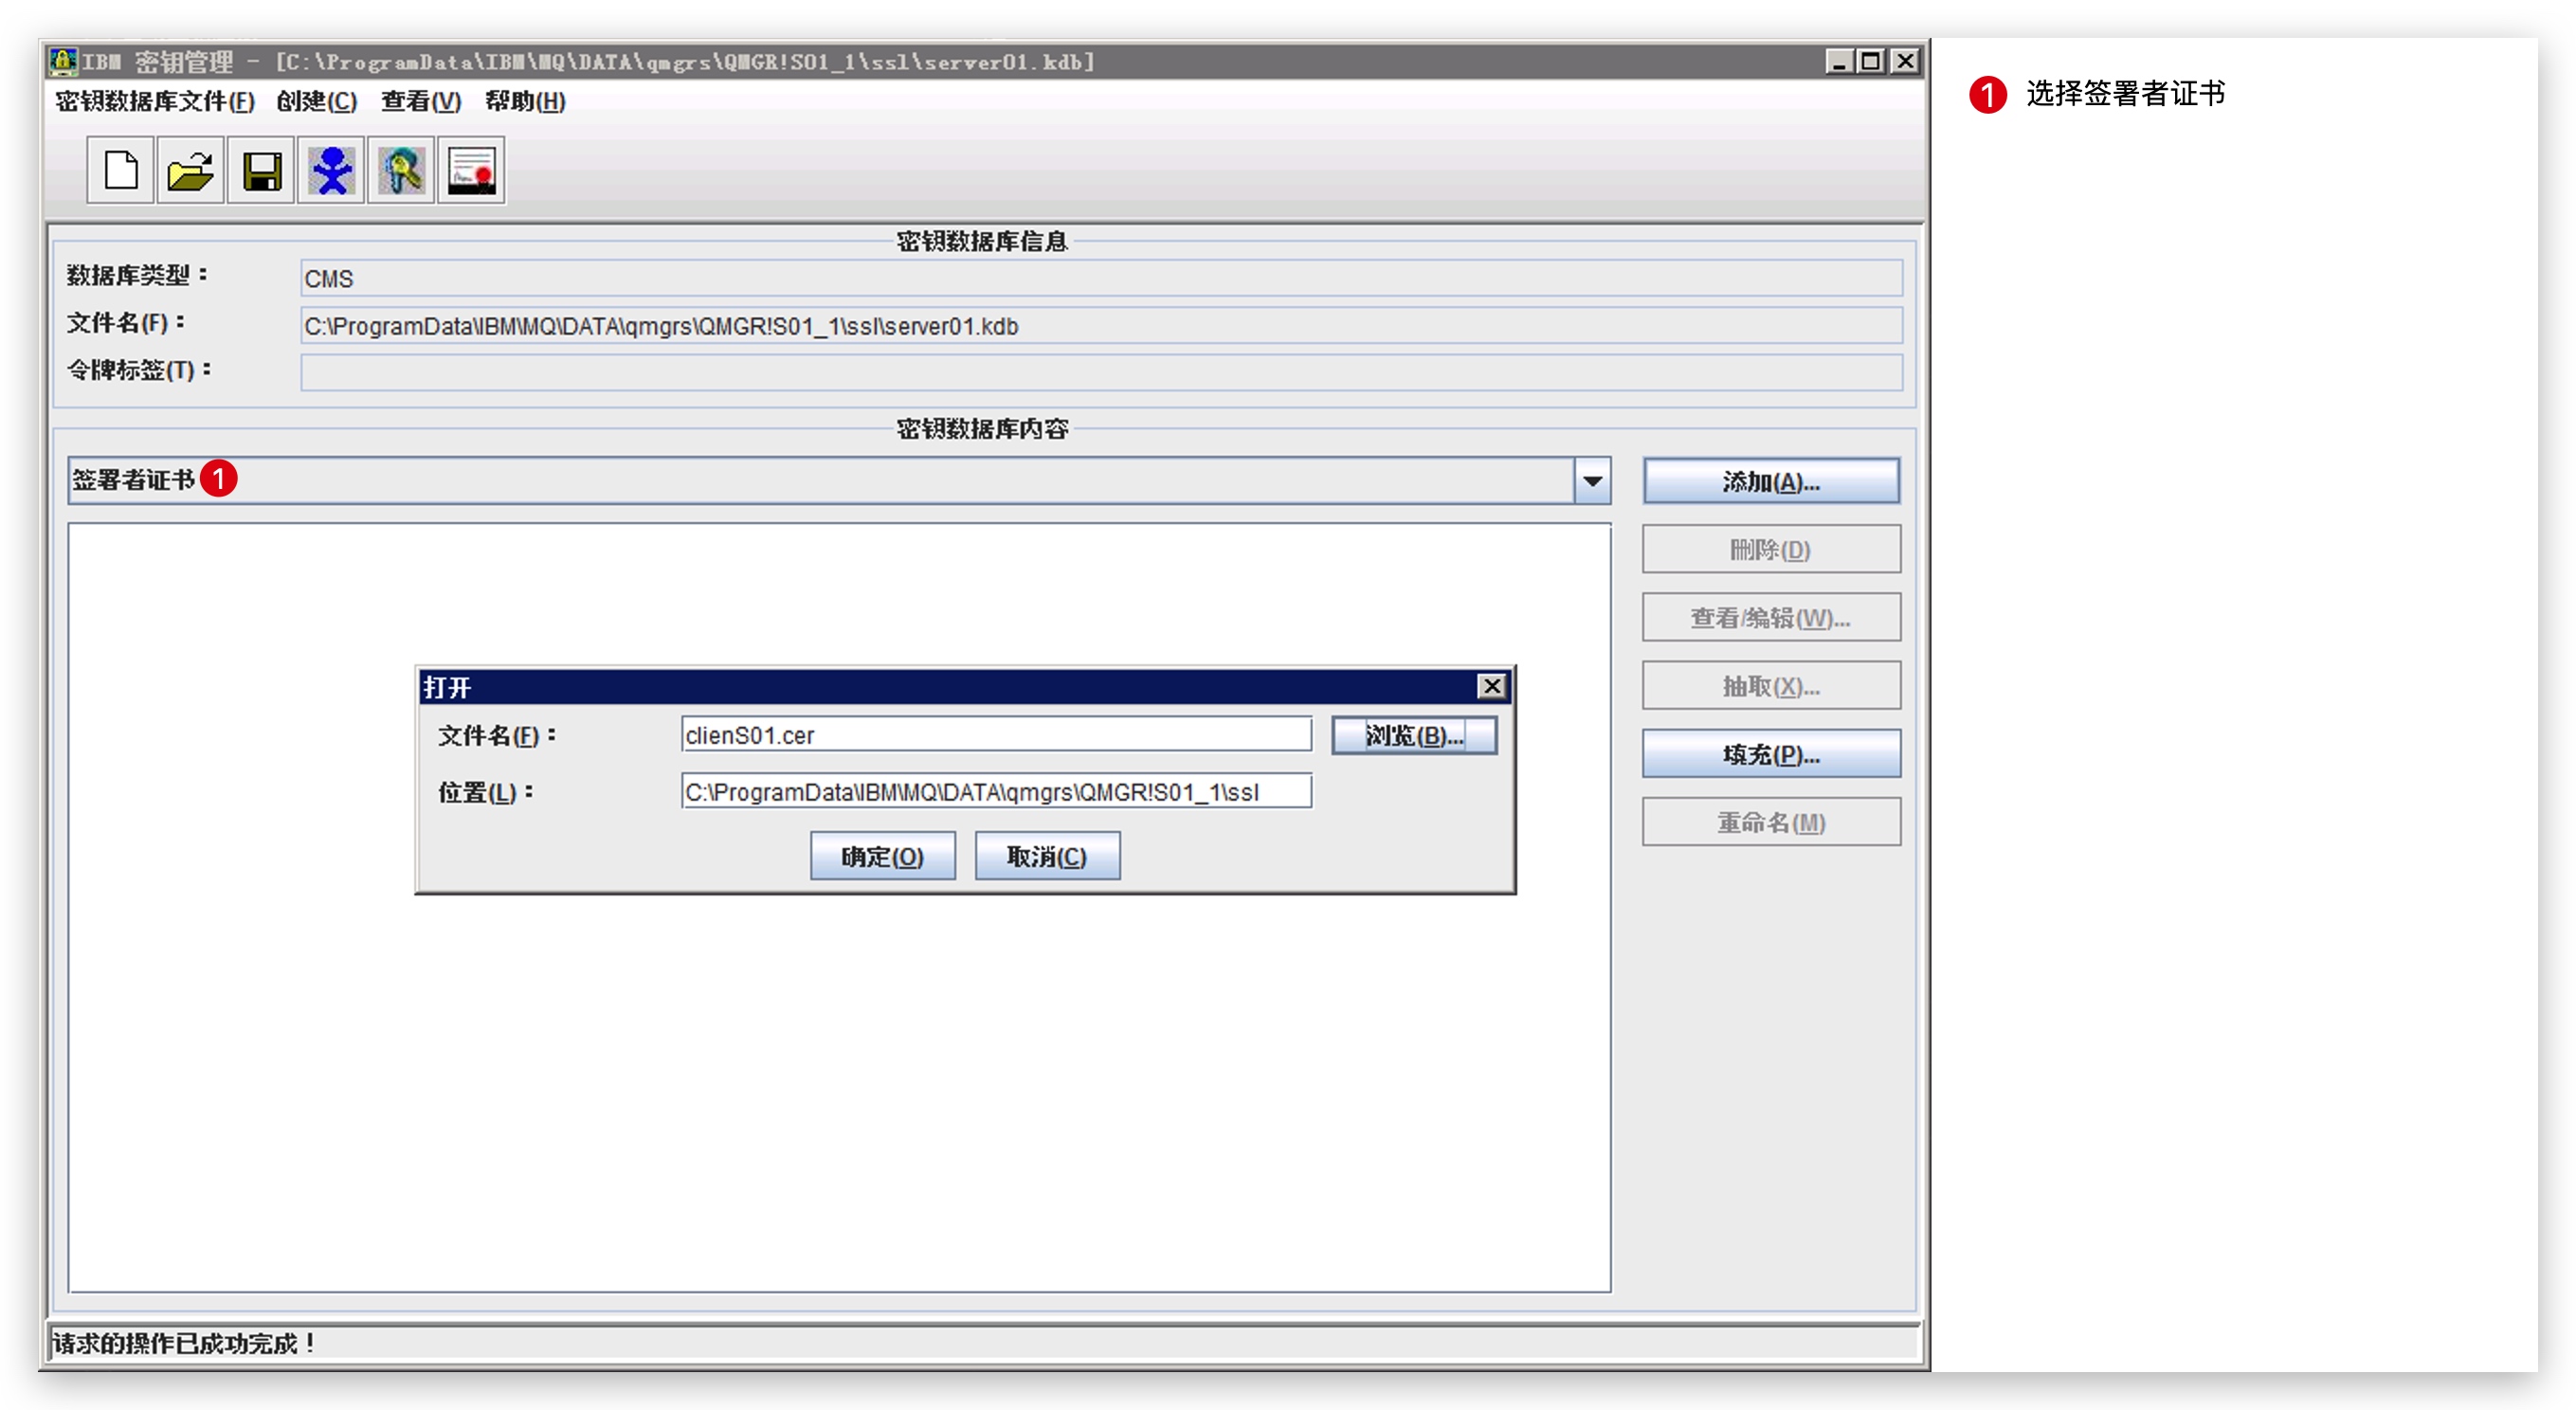 IBM 密钥管理 - [C:\ProgramData\IBM\MQ\DATA\qmgrs\QMGR!S01_1\ssl\server01.kdb]
密钥数据库文件(F) 创建(C) 查看(V) 帮助(H)
密钥数据库信息
数据库类型：
CMS
文件名(F)：
C:\ProgramData\IBM\MQ\DATA\qmgrs\QMGR!S01_1\ssl\server01.kdb
令牌标签(T)：
密钥数据库内容
签署者证书 1
添加(A)...
删除(D)
查看/编辑(W)...
抽取(X)...
填充(P)...
重命名(M)
打开
文件名(F)：
clienS01.cer
浏览(B)...
位置(L)：
C:\ProgramData\IBM\MQ\DATA\qmgrs\QMGR!S01_1\ssl
确定(O) 取消(C)
请求的操作已成功完成！
1 选择签署者证书